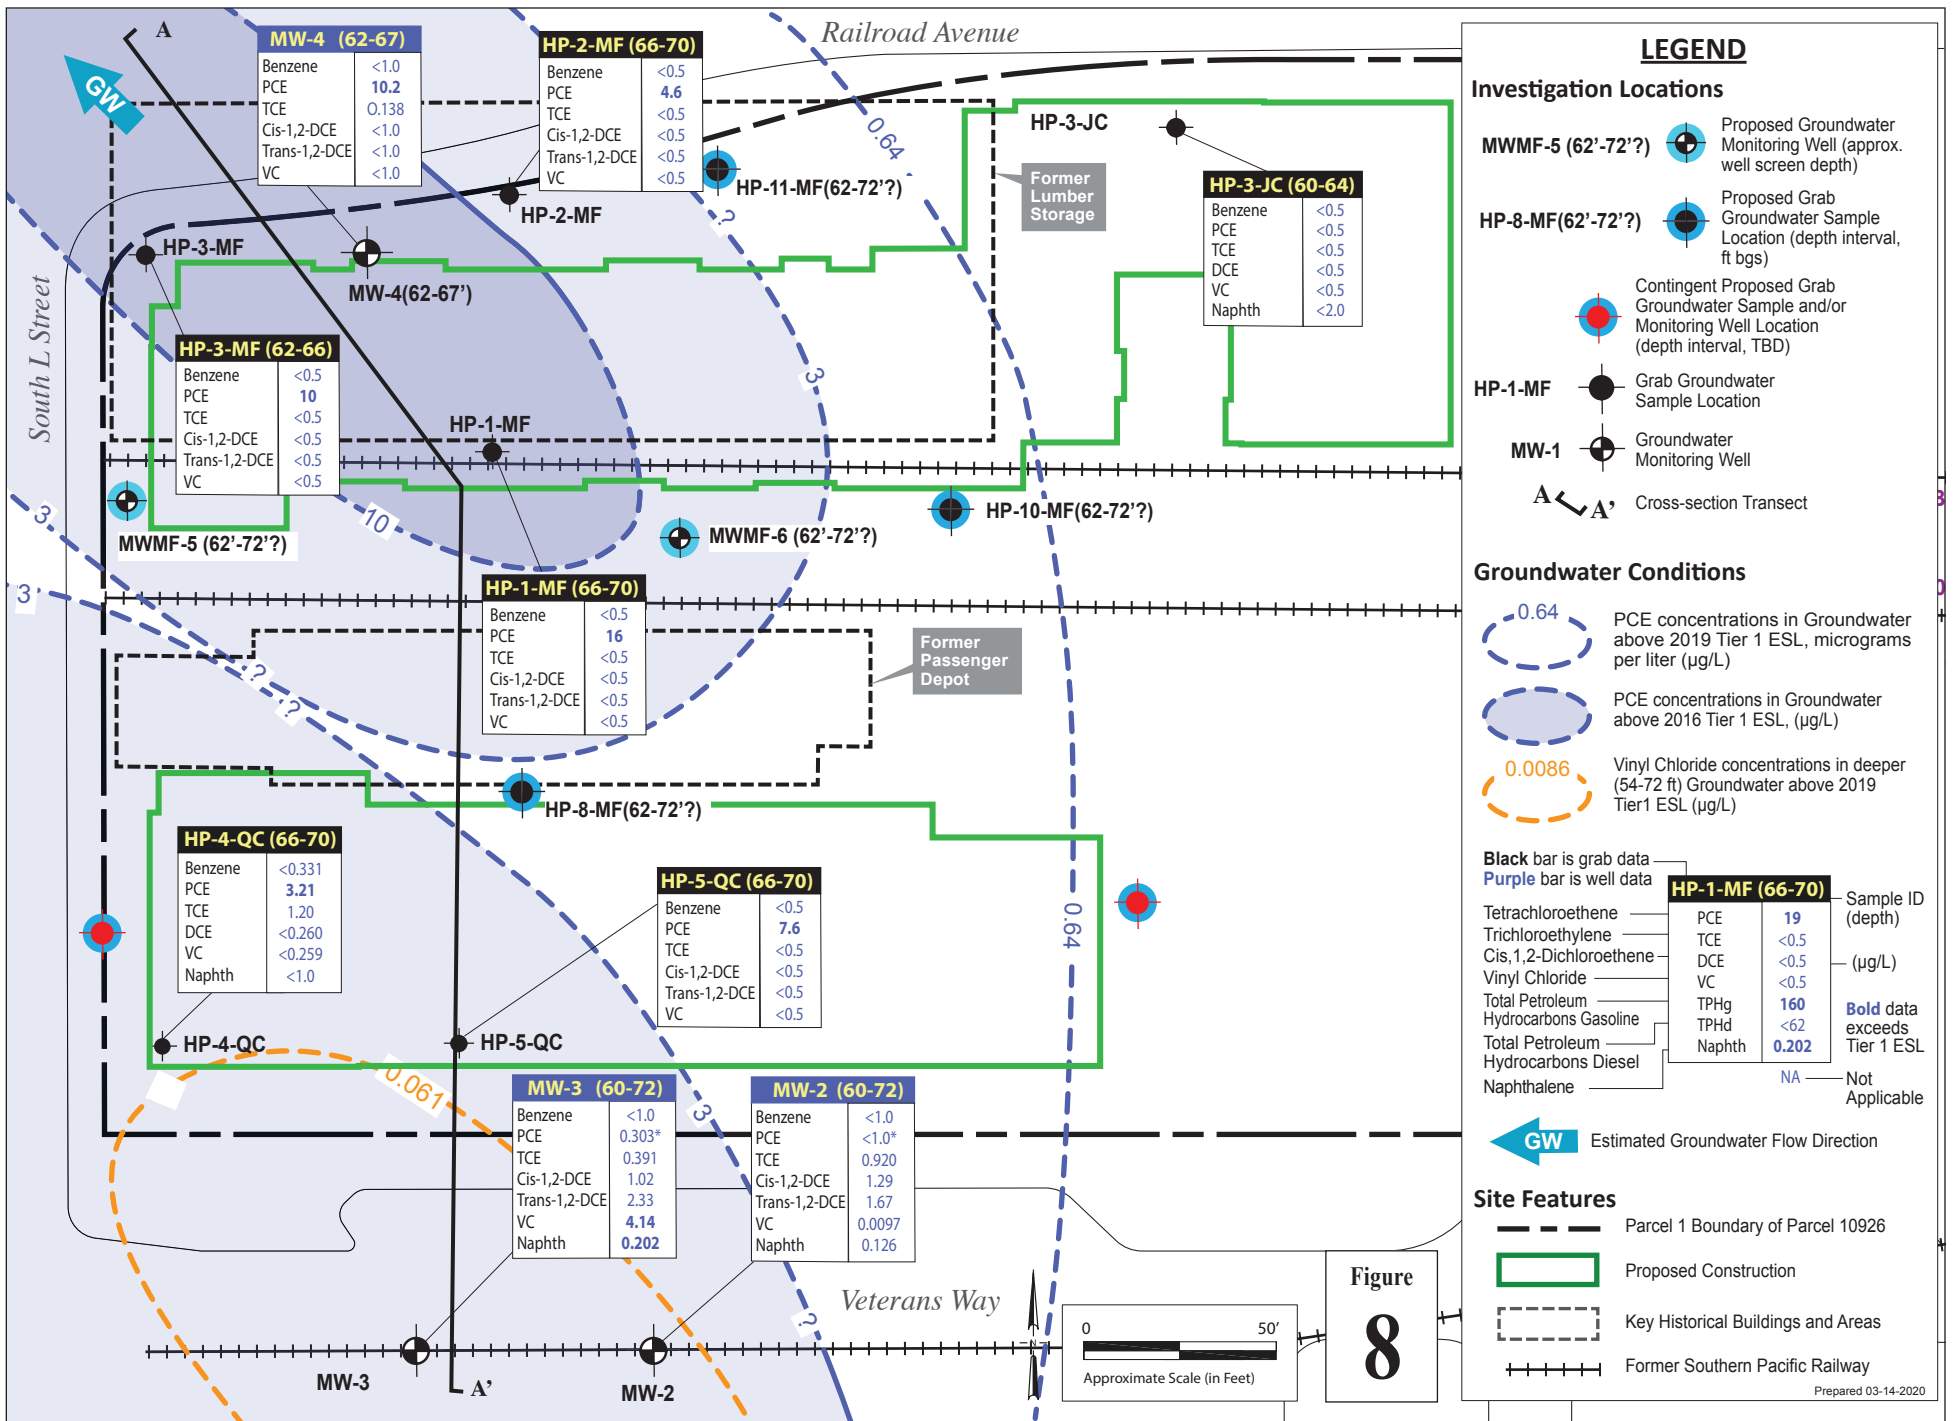 A
Railroad Avenue
GW
MW-4 (62-67)
Benzene <1.0
PCE 10.2
TCE 0.138
Cis-1,2-DCE <1.0
Trans-1,2-DCE <1.0
VC <1.0
HP-2-MF (66-70)
Benzene <0.5
PCE 4.6
TCE <0.5
Cis-1,2-DCE <0.5
Trans-1,2-DCE <0.5
VC <0.5
0.64
HP-3-JC
HP-11-MF(62-72'?)
?
HP-2-MF
Former
Lumber
Storage
HP-3-JC (60-64)
Benzene <0.5
PCE <0.5
TCE <0.5
DCE <0.5
VC <0.5
Naphth <2.0
HP-3-MF
MW-4(62-67')
South L Street
HP-3-MF (62-66)
Benzene <0.5
PCE 10
TCE <0.5
Cis-1,2-DCE <0.5
Trans-1,2-DCE <0.5
VC <0.5
3
HP-1-MF
3
10
MWMF-5 (62'-72'?)
MWMF-6 (62'-72'?)
HP-10-MF(62-72'?)
3
HP-1-MF (66-70)
Benzene <0.5
PCE 16
TCE <0.5
Cis-1,2-DCE <0.5
Trans-1,2-DCE <0.5
VC <0.5
Former
Passenger
Depot
?
?
HP-8-MF(62-72'?)
HP-4-QC (66-70)
Benzene <0.331
PCE 3.21
TCE 1.20
DCE <0.260
VC <0.259
Naphth <1.0
HP-5-QC (66-70)
Benzene <0.5
PCE 7.6
TCE <0.5
Cis-1,2-DCE <0.5
Trans-1,2-DCE <0.5
VC <0.5
0.64
HP-4-QC
HP-5-QC
0.061
3
MW-3 (60-72)
Benzene <1.0
PCE 0.303*
TCE 0.391
Cis-1,2-DCE 1.02
Trans-1,2-DCE 2.33
VC 4.14
Naphth 0.202
MW-2 (60-72)
Benzene <1.0
PCE <1.0*
TCE 0.920
Cis-1,2-DCE 1.29
Trans-1,2-DCE 1.67
VC 0.0097
Naphth 0.126
Veterans Way
?
MW-3
A'
MW-2
0 50'
Approximate Scale (in Feet)
Figure
8
LEGEND
Investigation Locations
MWMF-5 (62'-72'?)
Proposed Groundwater
Monitoring Well (approx.
well screen depth)
HP-8-MF(62'-72'?)
Proposed Grab
Groundwater Sample
Location (depth interval,
ft bgs)
Contingent Proposed Grab
Groundwater Sample and/or
Monitoring Well Location
(depth interval, TBD)
HP-1-MF
Grab Groundwater
Sample Location
MW-1
Groundwater
Monitoring Well
A A' Cross-section Transect
Groundwater Conditions
0.64
PCE concentrations in Groundwater
above 2019 Tier 1 ESL, micrograms
per liter (µg/L)
PCE concentrations in Groundwater
above 2016 Tier 1 ESL, (µg/L)
0.0086
Vinyl Chloride concentrations in deeper
(54-72 ft) Groundwater above 2019
Tier1 ESL (µg/L)
Black bar is grab data
Purple bar is well data
HP-1-MF (66-70)
PCE 19
TCE <0.5
DCE <0.5
VC <0.5
TPHg 160
TPHd <62
Naphth 0.202
Sample ID
(depth)
(µg/L)
Bold data
exceeds
Tier 1 ESL
NA
Not
Applicable
Tetrachloroethene
Trichloroethylene
Cis,1,2-Dichloroethene
Vinyl Chloride
Total Petroleum
Hydrocarbons Gasoline
Total Petroleum
Hydrocarbons Diesel
Naphthalene
GW Estimated Groundwater Flow Direction
Site Features
Parcel 1 Boundary of Parcel 10926
Proposed Construction
Key Historical Buildings and Areas
Former Southern Pacific Railway
Prepared 03-14-2020